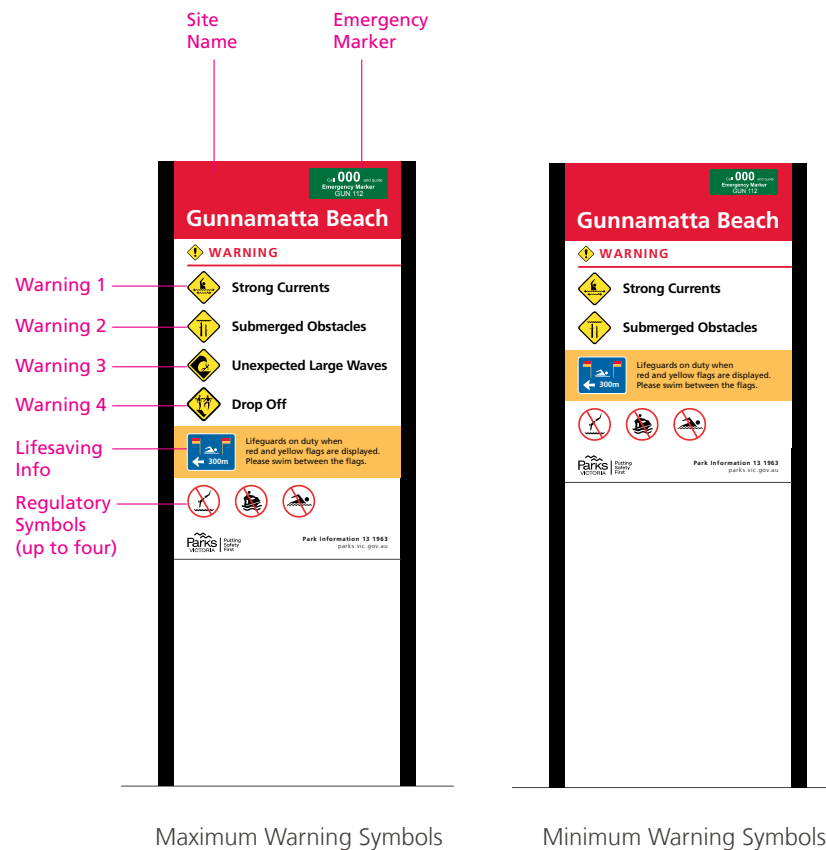 Site
Name
Emergency
Marker
Call 000 and quote
Emergency Marker
GUN 112
Gunnamatta Beach
WARNING
Warning 1
Strong Currents
Warning 2
Submerged Obstacles
Warning 3
Unexpected Large Waves
Warning 4
Drop Off
Lifesaving
Info
300m
Lifeguards on duty when
red and yellow flags are displayed.
Please swim between the flags.
Regulatory
Symbols
(up to four)
Parks
VICTORIA
Putting
Safety
First
Park Information 13 1963
parks.vic.gov.au
Maximum Warning Symbols
Call 000 and quote
Emergency Marker
GUN 112
Gunnamatta Beach
WARNING
Strong Currents
Submerged Obstacles
300m
Lifeguards on duty when
red and yellow flags are displayed.
Please swim between the flags.
Parks
VICTORIA
Putting
Safety
First
Park Information 13 1963
parks.vic.gov.au
Minimum Warning Symbols